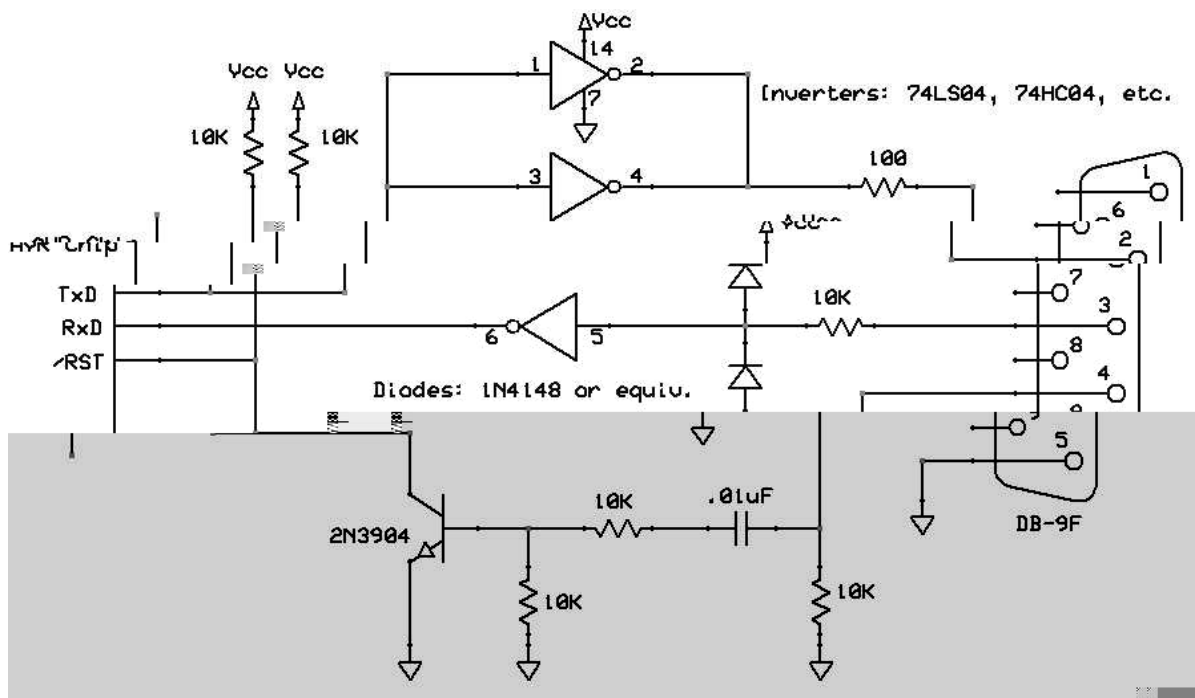 Vcc
14
1
2
Vcc Vcc
7
Inverters: 74LS04, 74HC04, etc.
10K
10K
3
4
100
1
6
2
TxD
7
10K
3
RxD
6
5
/RST
8
4
Diodes: 1N4148 or equiv.
5
10K
.01uF
DB-9F
2N3904
10K
10K